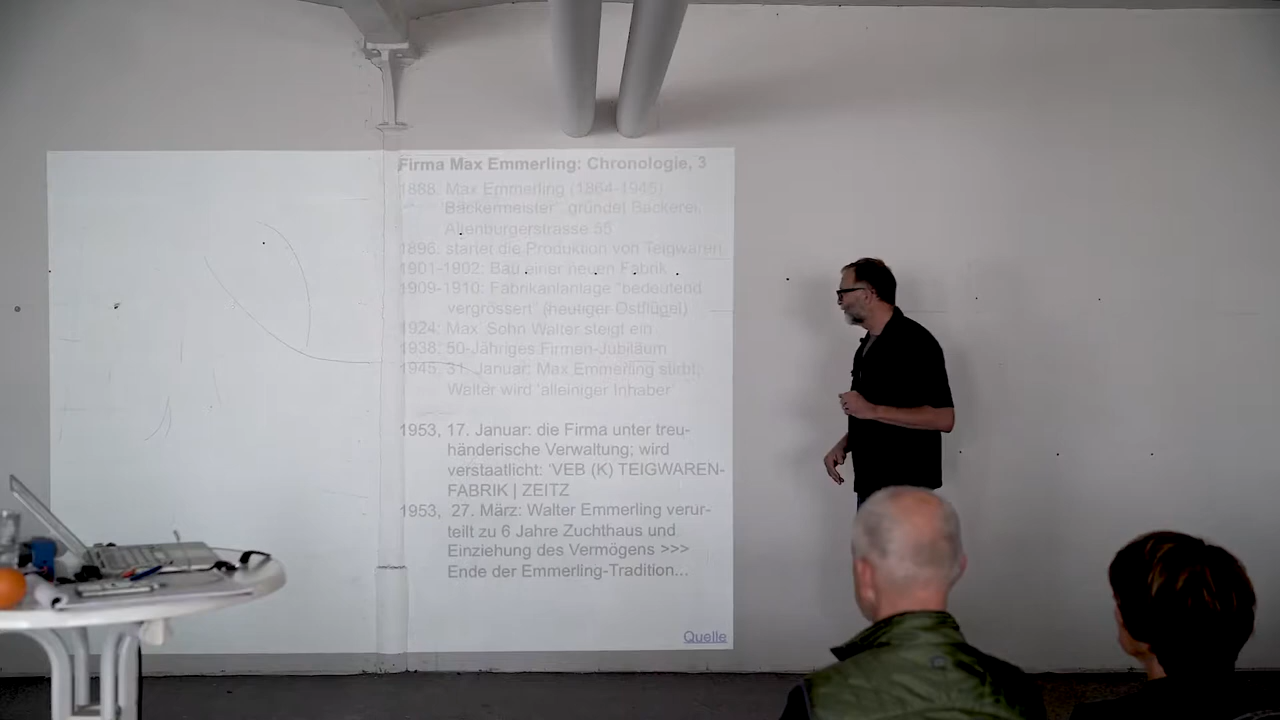 Firma Max Emmerling: Chronologie, 3
1888: Max Emmerling (1864-1945)
'Bäckermeister' gründet Bäckerei,
Altenburgerstrasse 55
1896: startet die Produktion von Teigwaren
1901-1902: Bau einer neuen Fabrik
1909-1910: Fabrikanlanlage "bedeutend
vergrössert" (heutiger Ostflügel)
1924: Max' Sohn Walter steigt ein
1938: 50-Jähriges Firmen-Jubiläum
1945: 31. Januar: Max Emmerling stirbt,
Walter wird 'alleiniger Inhaber'
1953, 17. Januar: die Firma unter treu-
händerische Verwaltung; wird
verstaatlicht: 'VEB (K) TEIGWAREN-
FABRIK | ZEITZ
1953, 27. März: Walter Emmerling verur-
teilt zu 6 Jahre Zuchthaus und
Einziehung des Vermögens >>>
Ende der Emmerling-Tradition...
Quelle